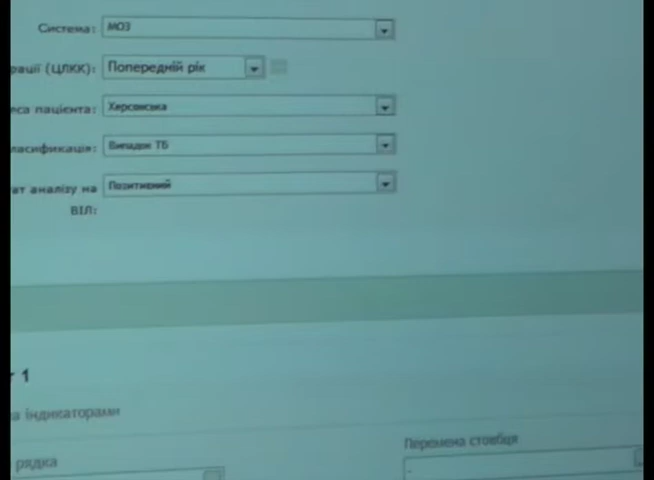 Система: МОЗ
рації (ЦЛКК): Попередній рік
еса пацієнта: Херсонська
ласифікація: Випадок ТБ
ат аналізу на Позитивний
ВІЛ:
т 1
а індикаторами
Перемена стовбця
рядка